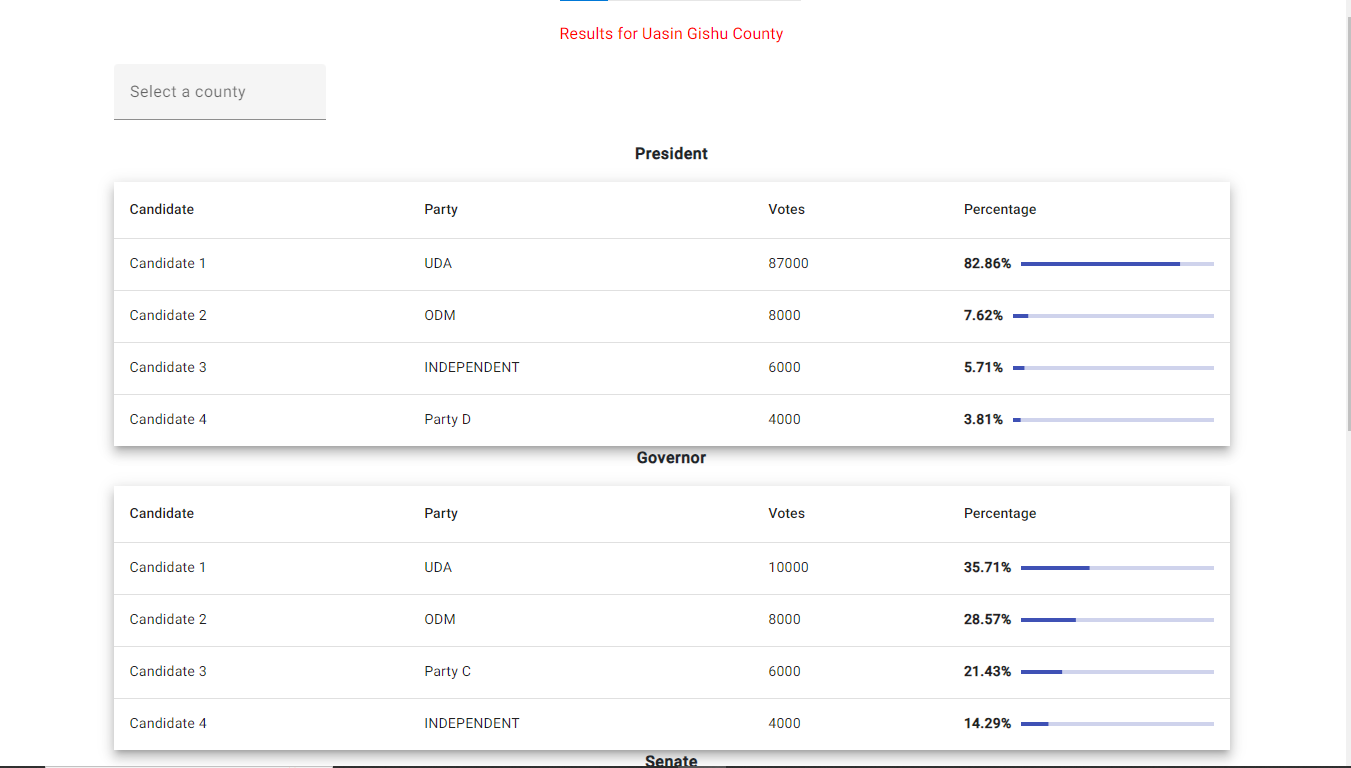 Results for Uasin Gishu County
Select a county
President
Candidate Party Votes Percentage
Candidate 1 UDA 87000 82.86%
Candidate 2 ODM 8000 7.62%
Candidate 3 INDEPENDENT 6000 5.71%
Candidate 4 Party D 4000 3.81%
Governor
Candidate Party Votes Percentage
Candidate 1 UDA 10000 35.71%
Candidate 2 ODM 8000 28.57%
Candidate 3 Party C 6000 21.43%
Candidate 4 INDEPENDENT 4000 14.29%
Senate